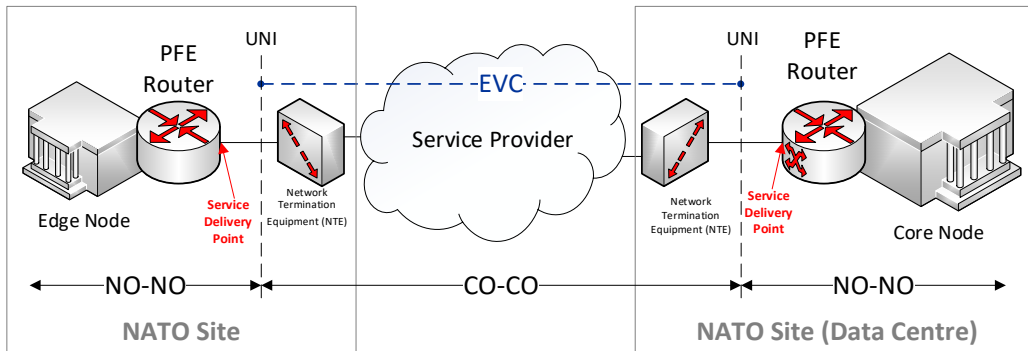 UNI
PFE
Router
EVC
UNI
PFE
Router
Service Provider
Edge Node
Service
Delivery
Point
Network
Termination
Equipment (NTE)
Network
Termination
Equipment (NTE)
Service
Delivery
Point
Core Node
NO-NO
CO-CO
NO-NO
NATO Site
NATO Site (Data Centre)